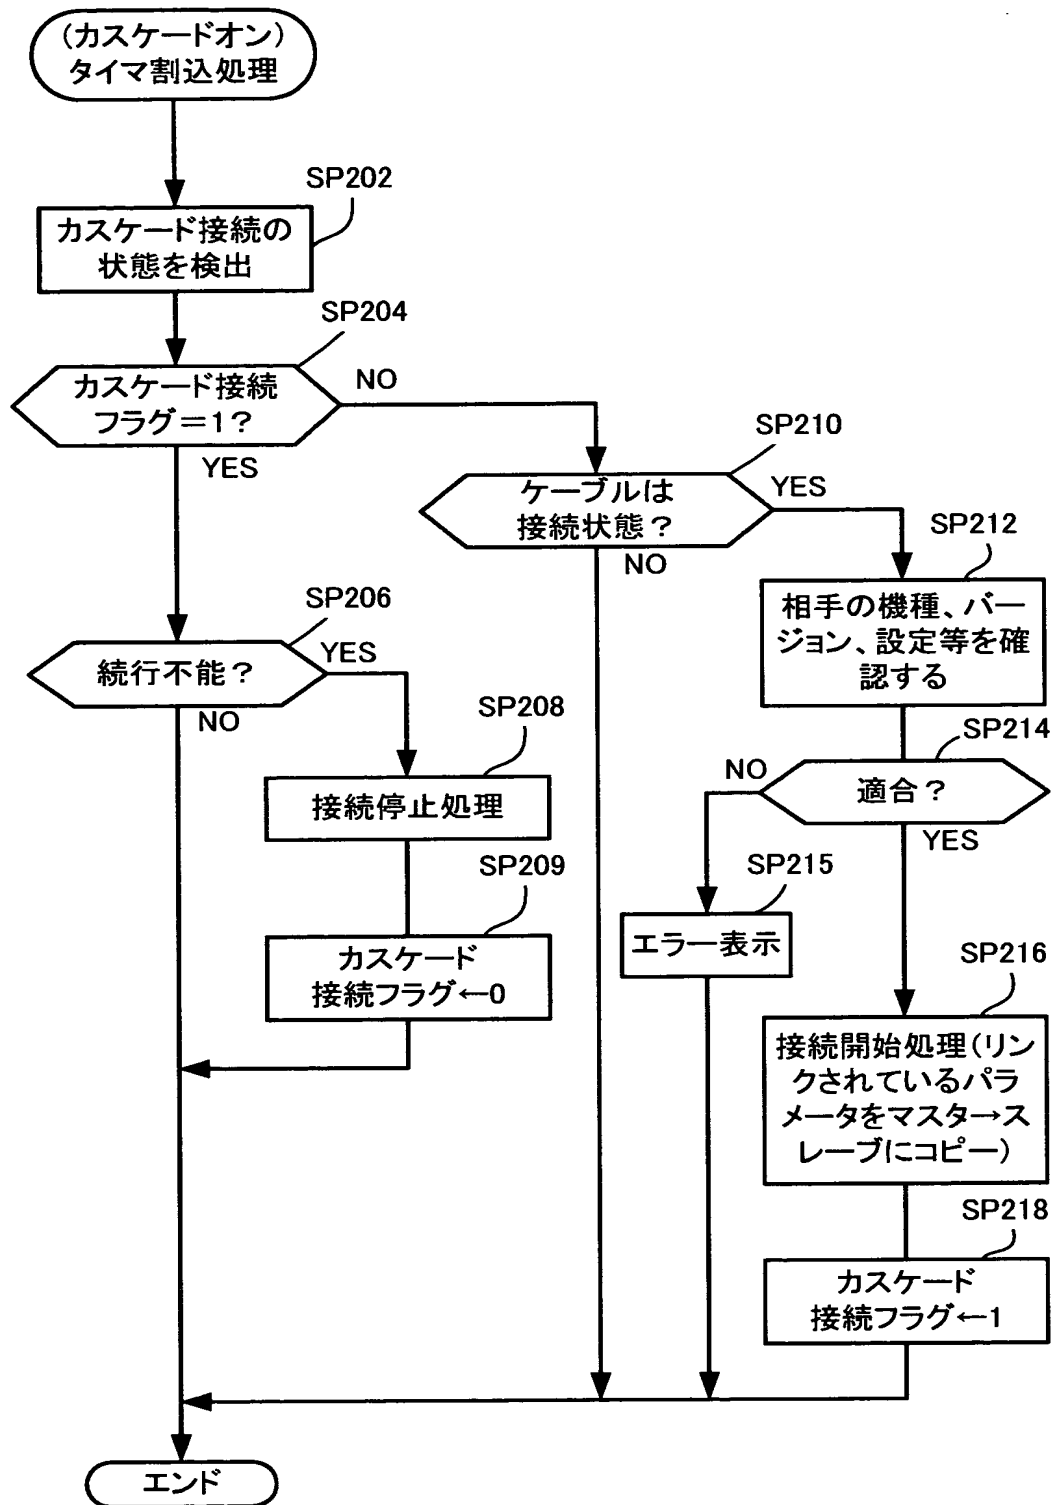 (カスケードオン)
タイマ割込処理
SP202
カスケード接続の
状態を検出
SP204
カスケード接続
フラグ＝1？
NO
YES
SP210
ケーブルは
接続状態？
YES
NO
SP212
相手の機種、バー
ジョン、設定等を確
認する
SP206
続行不能？
YES
NO
SP208
接続停止処理
SP214
適合？
NO
YES
SP209
カスケード
接続フラグ←0
SP215
エラー表示
SP216
接続開始処理(リン
クされているパラ
メータをマスタ→ス
レーブにコピー)
SP218
カスケード
接続フラグ←1
エンド